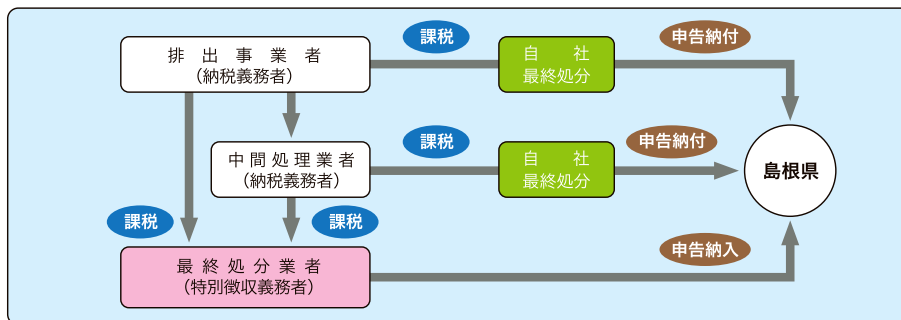 課税
申告納付
排出事業者
（納税義務者）
自社
最終処分
課税
申告納付
中間処理業者
（納税義務者）
自社
最終処分
島根県
課税
課税
申告納入
最終処分業者
（特別徴収義務者）